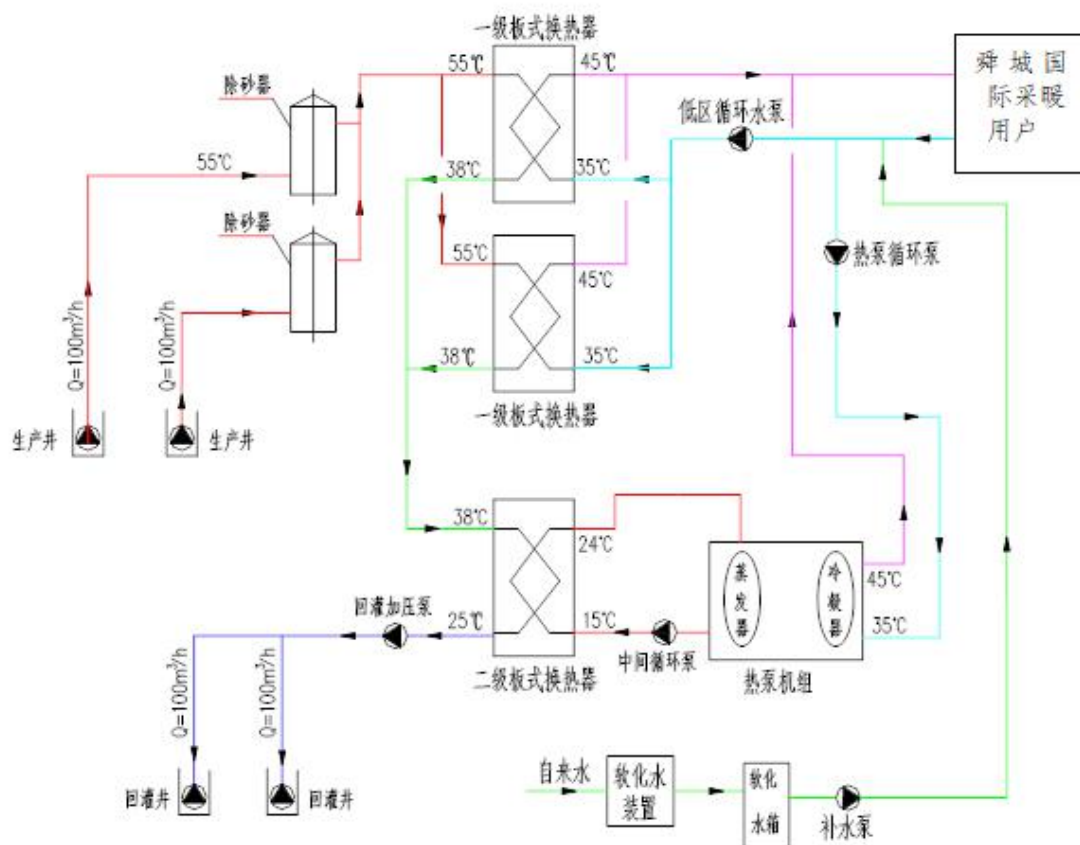 一级板式换热器
55℃
45℃
38℃
35℃
除砂器
55℃
除砂器
低区循环水泵
舜城国
际采暖
用户
热泵循环泵
55℃
45℃
38℃
35℃
一级板式换热器
Q=100m³/h
Q=100m³/h
生产井
生产井
38℃
24℃
25℃
15℃
二级板式换热器
回灌加压泵
中间循环泵
蒸发器
冷凝器
45℃
35℃
热泵机组
Q=100m³/h
Q=100m³/h
回灌井
回灌井
自来水
软化水
装置
软化
水箱
补水泵